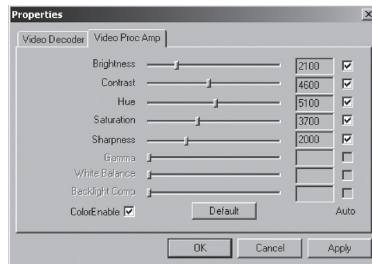 Properties
Video Decoder Video Proc Amp
Brightness 2100
Contrast 4600
Hue 5100
Saturation 3700
Sharpness 2000
Gamma
White Balance
Backlight Comp
ColorEnable Default Auto
OK Cancel Apply